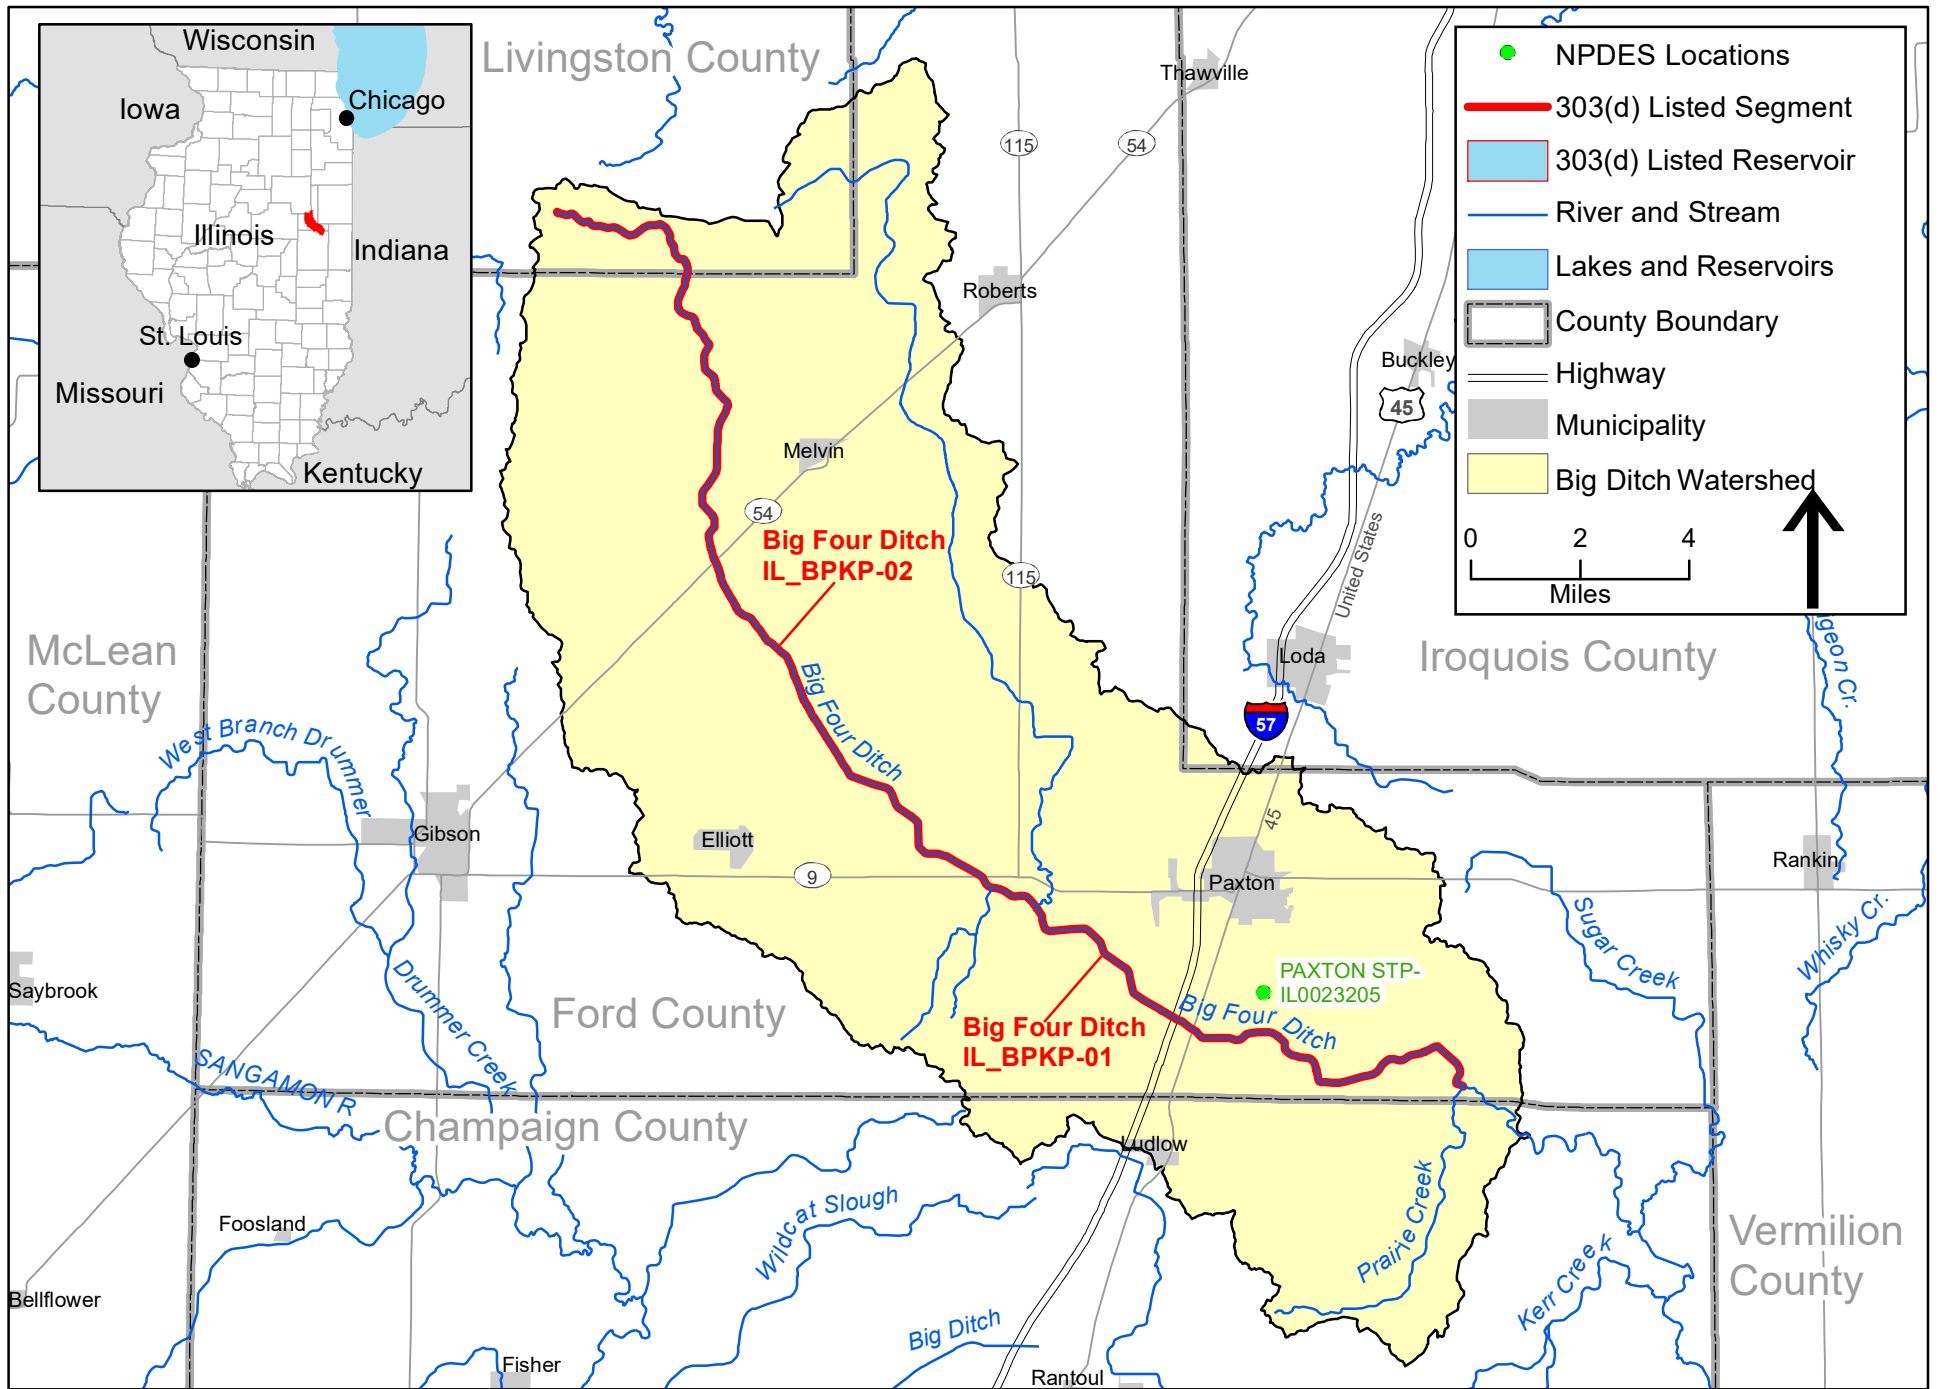 Wisconsin
Iowa
Chicago
Illinois
Indiana
St. Louis
Missouri
Kentucky
Livingston County
Thawville
115
54
Roberts
Buckley
45
Melvin
54
Big Four Ditch
IL_BPKP-02
115
United States
Loda
57
Iroquois County
McLean
County
West Branch Drummer
Big Four Ditch
Gibson
Elliott
9
45
Paxton
Rankin
Sugar Creek
Whisky Cr.
geon Cr.
Saybrook
Drummer Creek
Ford County
PAXTON STP-
IL0023205
Big Four Ditch
Big Four Ditch
IL_BPKP-01
SANGAMON R
Champaign County
Ludlow
Prairie Creek
Wildcat Slough
Foosland
Bellflower
Big Ditch
Fisher
Rantoul
Kerr Creek
Vermilion
County
NPDES Locations
303(d) Listed Segment
303(d) Listed Reservoir
River and Stream
Lakes and Reservoirs
County Boundary
Highway
Municipality
Big Ditch Watershed
0 2 4
Miles